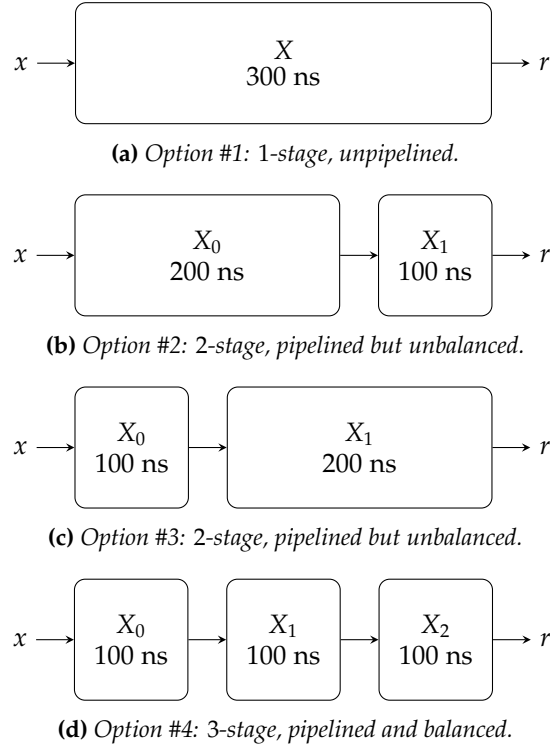 x X r
300 ns
(a) Option #1: 1-stage, unpipelined.
x X₀ X₁ r
200 ns 100 ns
(b) Option #2: 2-stage, pipelined but unbalanced.
x X₀ X₁ r
100 ns 200 ns
(c) Option #3: 2-stage, pipelined but unbalanced.
x X₀ X₁ X₂ r
100 ns 100 ns 100 ns
(d) Option #4: 3-stage, pipelined and balanced.